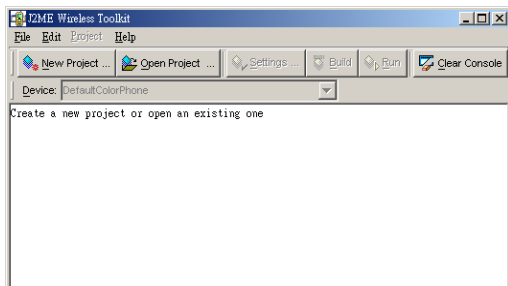 J2ME Wireless Toolkit
File Edit Project Help
New Project ... Open Project ... Settings ... Build Run Clear Console
Device: DefaultColorPhone
Create a new project or open an existing one